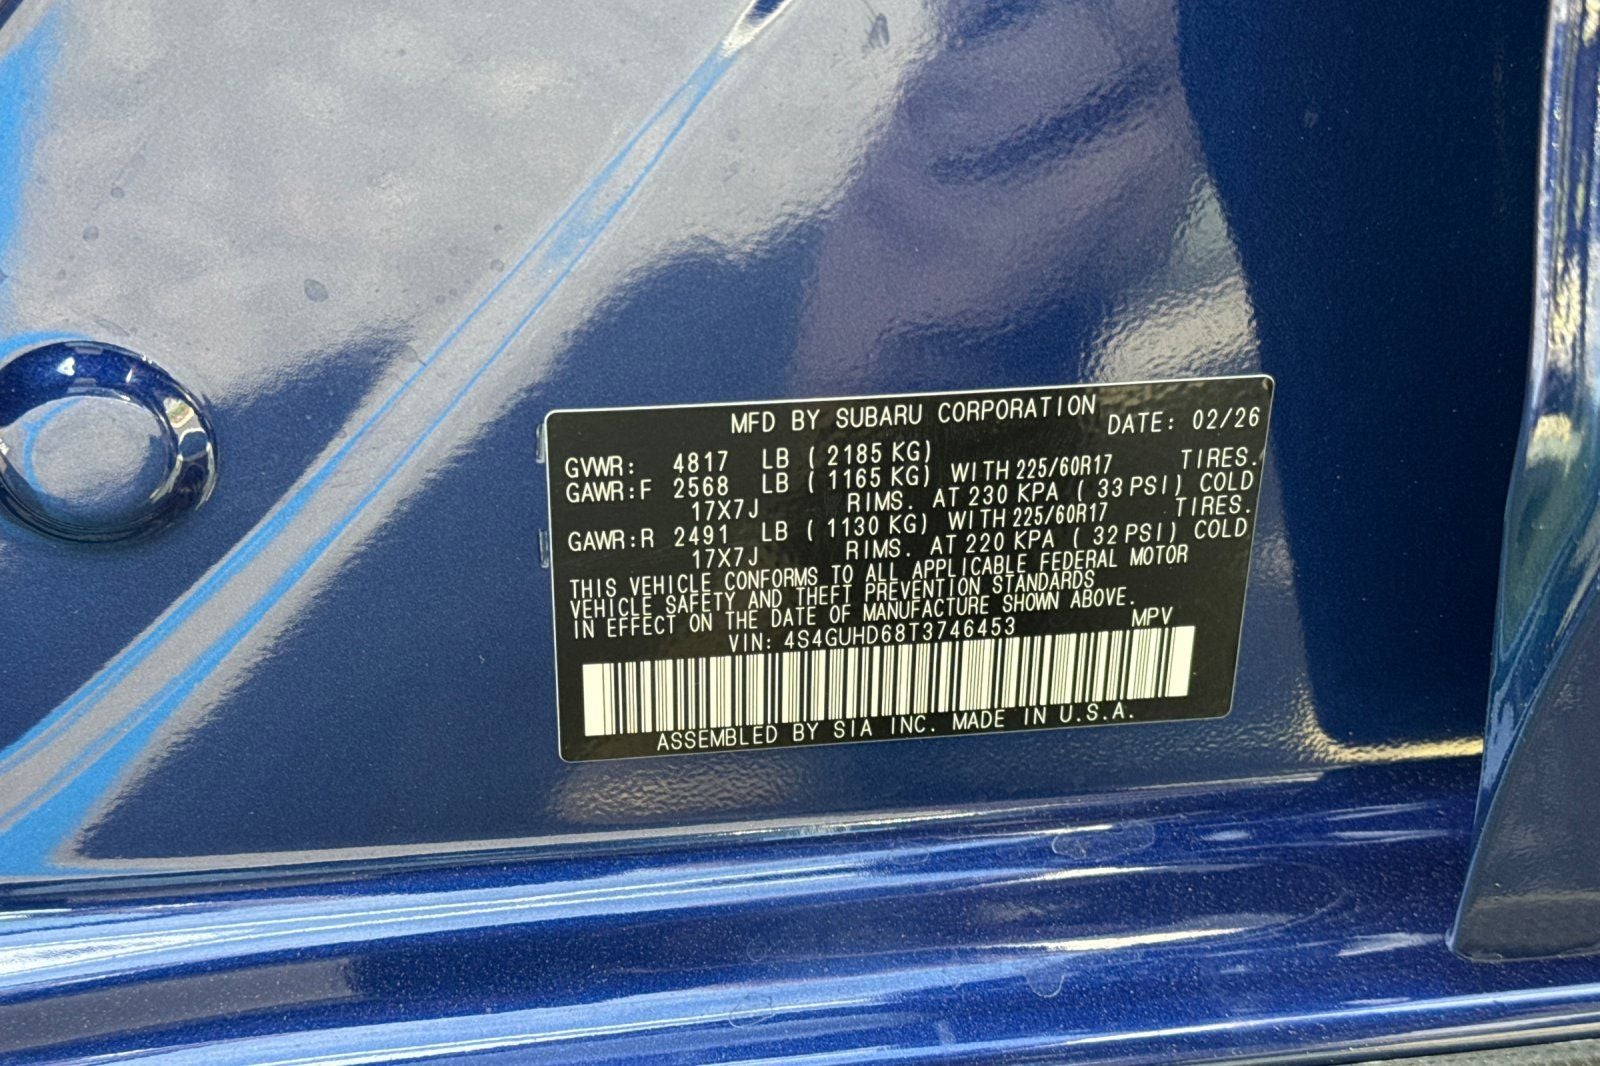 MFD BY SUBARU CORPORATION DATE: 02/26
GVWR: 4817 LB ( 2185 KG)
GAWR:F 2568 LB ( 1165 KG) WITH 225/60R17 TIRES.
17X7J RIMS. AT 230 KPA ( 33 PSI) COLD
GAWR:R 2491 LB ( 1130 KG) WITH 225/60R17 TIRES.
17X7J RIMS. AT 220 KPA ( 32 PSI) COLD
THIS VEHICLE CONFORMS TO ALL APPLICABLE FEDERAL MOTOR
VEHICLE SAFETY AND THEFT PREVENTION STANDARDS
IN EFFECT ON THE DATE OF MANUFACTURE SHOWN ABOVE.
VIN: 4S4GUHD68T3746453 MPV
ASSEMBLED BY SIA INC. MADE IN U.S.A.